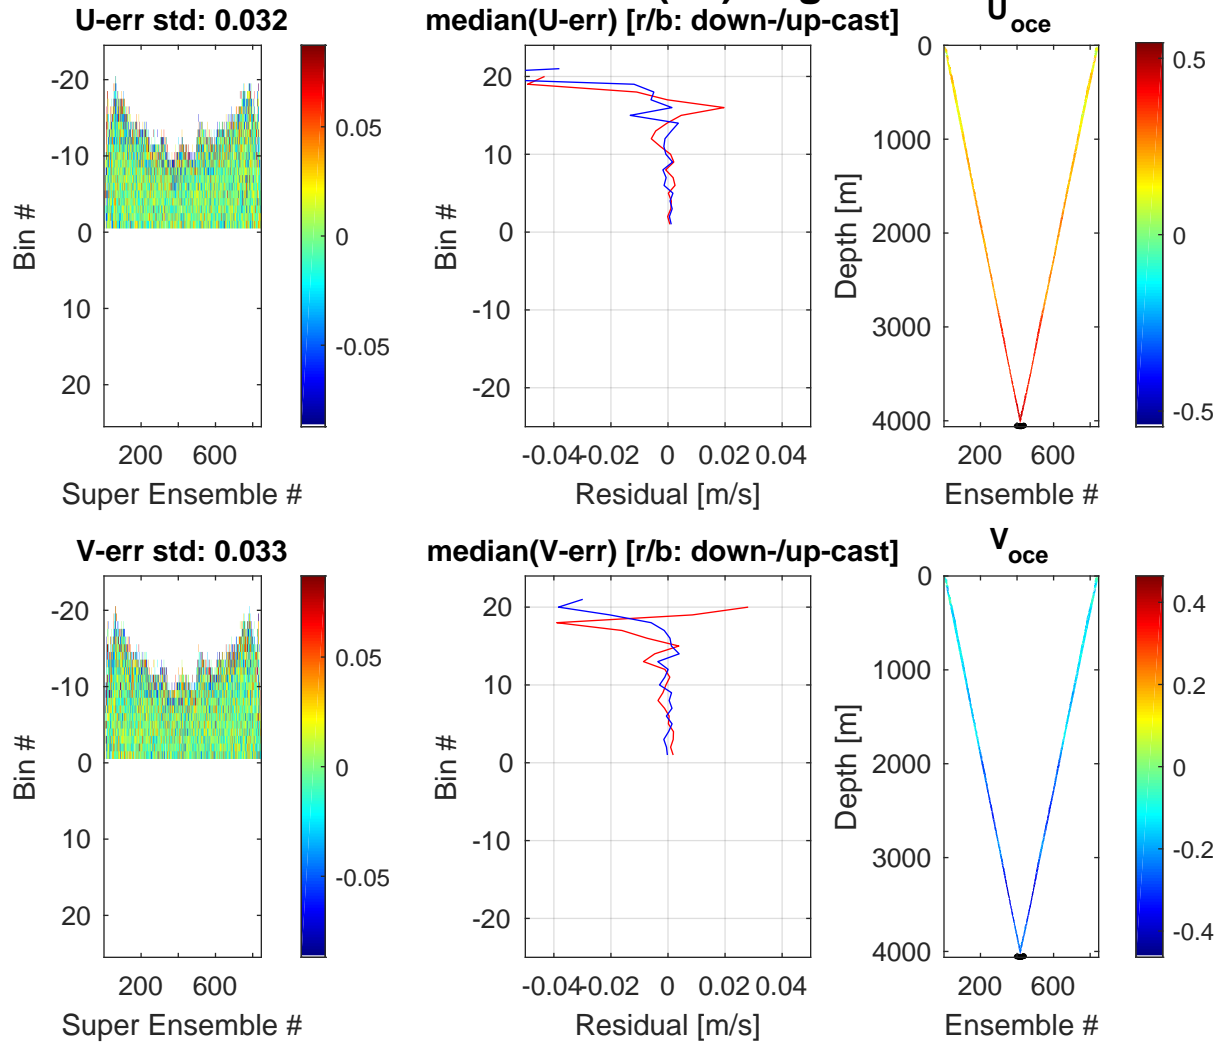 U-err std: 0.032
-20
-10
0
10
20
Bin #
200 600
Super Ensemble #
0.05
0
-0.05
median(U-err) [r/b: down-/up-cast]
20
10
0
-10
-20
Bin #
-0.04 -0.02 0 0.02 0.04
Residual [m/s]
U oce
0
1000
2000
3000
4000
Depth [m]
200 600
Ensemble #
0.5
0
-0.5
V-err std: 0.033
-20
-10
0
10
20
Bin #
200 600
Super Ensemble #
0.05
0
-0.05
median(V-err) [r/b: down-/up-cast]
20
10
0
-10
-20
Bin #
-0.04 -0.02 0 0.02 0.04
Residual [m/s]
V oce
0
1000
2000
3000
4000
Depth [m]
200 600
Ensemble #
0.4
0.2
0
-0.2
-0.4